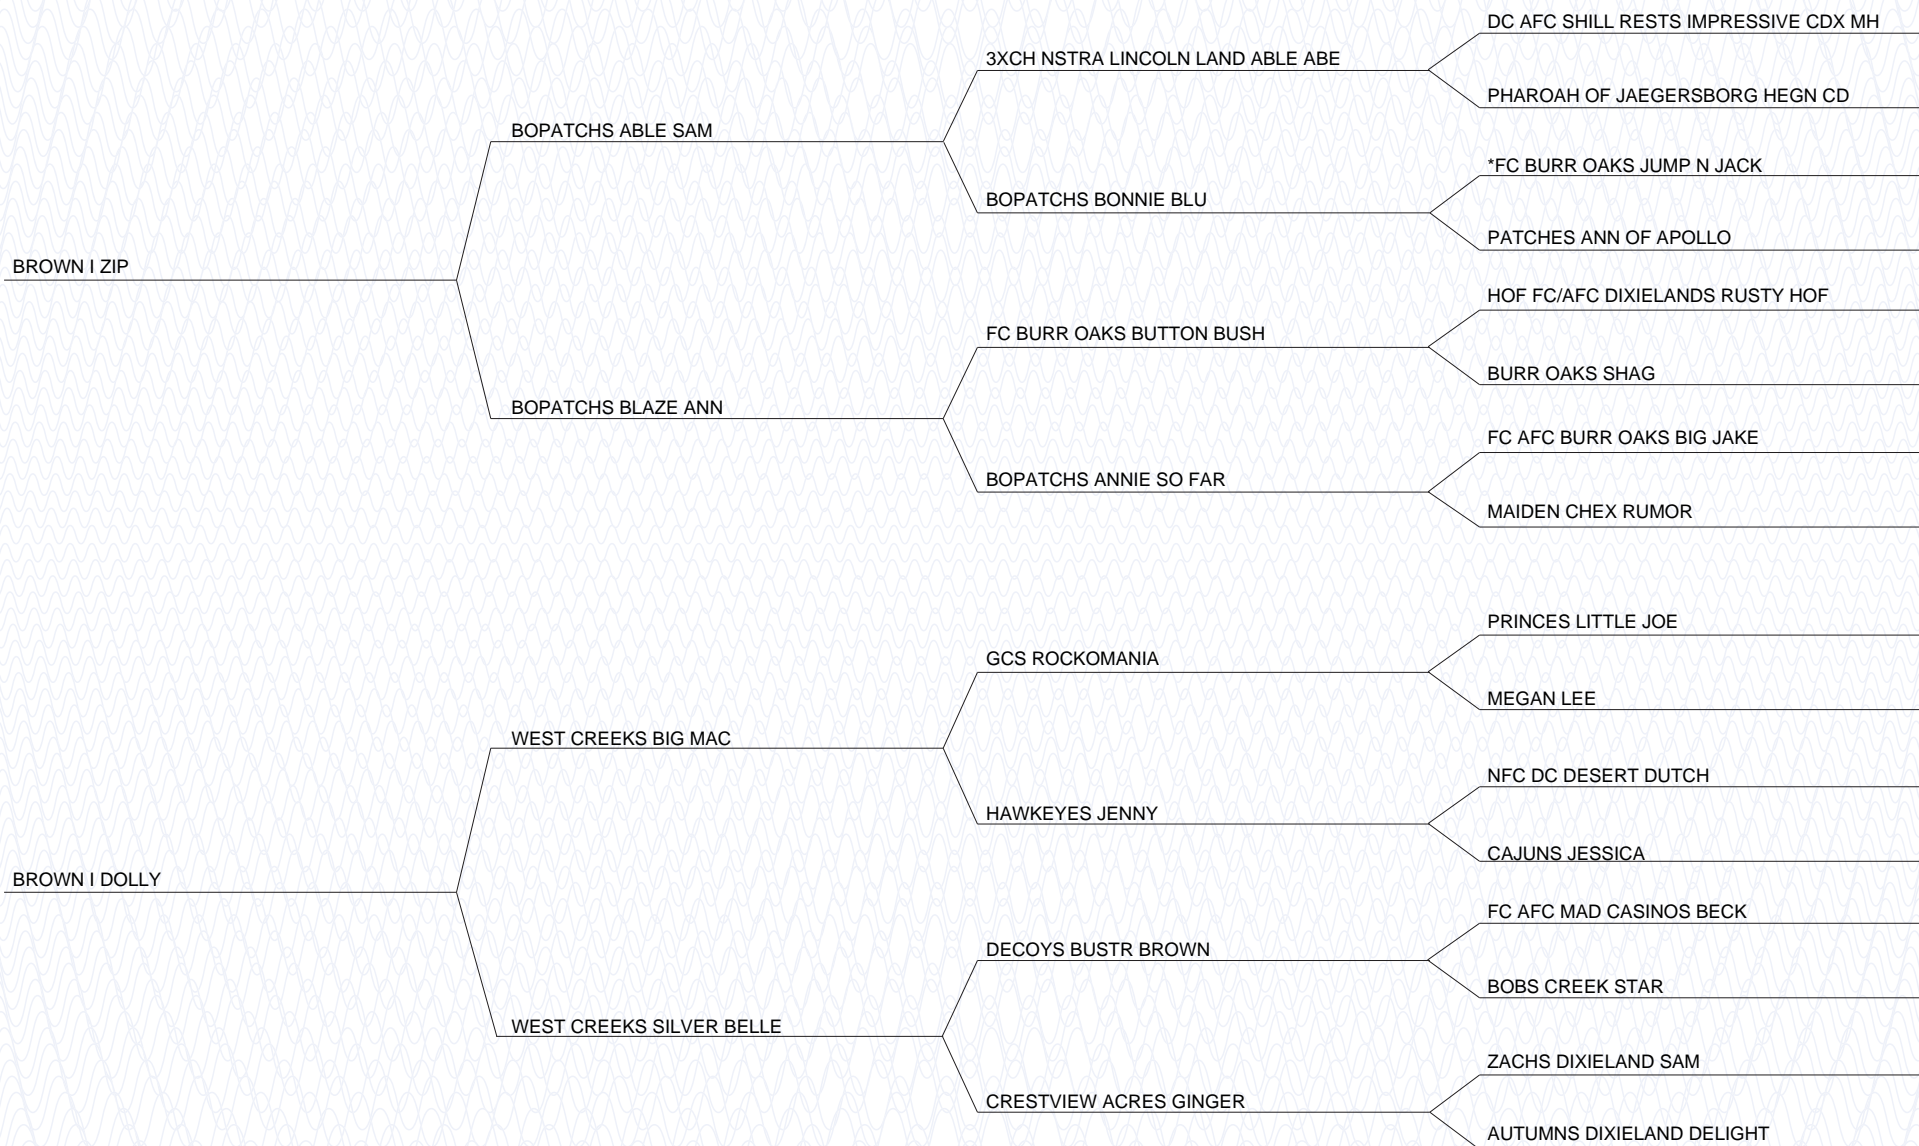 DC AFC SHILL RESTS IMPRESSIVE CDX MH
3XCH NSTRA LINCOLN LAND ABLE ABE
PHAROAH OF JAEGERSBORG HEGN CD
BOPATCHS ABLE SAM
*FC BURR OAKS JUMP N JACK
BOPATCHS BONNIE BLU
PATCHES ANN OF APOLLO
BROWN I ZIP
HOF FC/AFC DIXIELANDS RUSTY HOF
FC BURR OAKS BUTTON BUSH
BURR OAKS SHAG
BOPATCHS BLAZE ANN
FC AFC BURR OAKS BIG JAKE
BOPATCHS ANNIE SO FAR
MAIDEN CHEX RUMOR
PRINCES LITTLE JOE
GCS ROCKOMANIA
MEGAN LEE
WEST CREEKS BIG MAC
NFC DC DESERT DUTCH
HAWKEYES JENNY
CAJUNS JESSICA
BROWN I DOLLY
FC AFC MAD CASINOS BECK
DECOYS BUSTR BROWN
BOBS CREEK STAR
WEST CREEKS SILVER BELLE
ZACHS DIXIELAND SAM
CRESTVIEW ACRES GINGER
AUTUMNS DIXIELAND DELIGHT